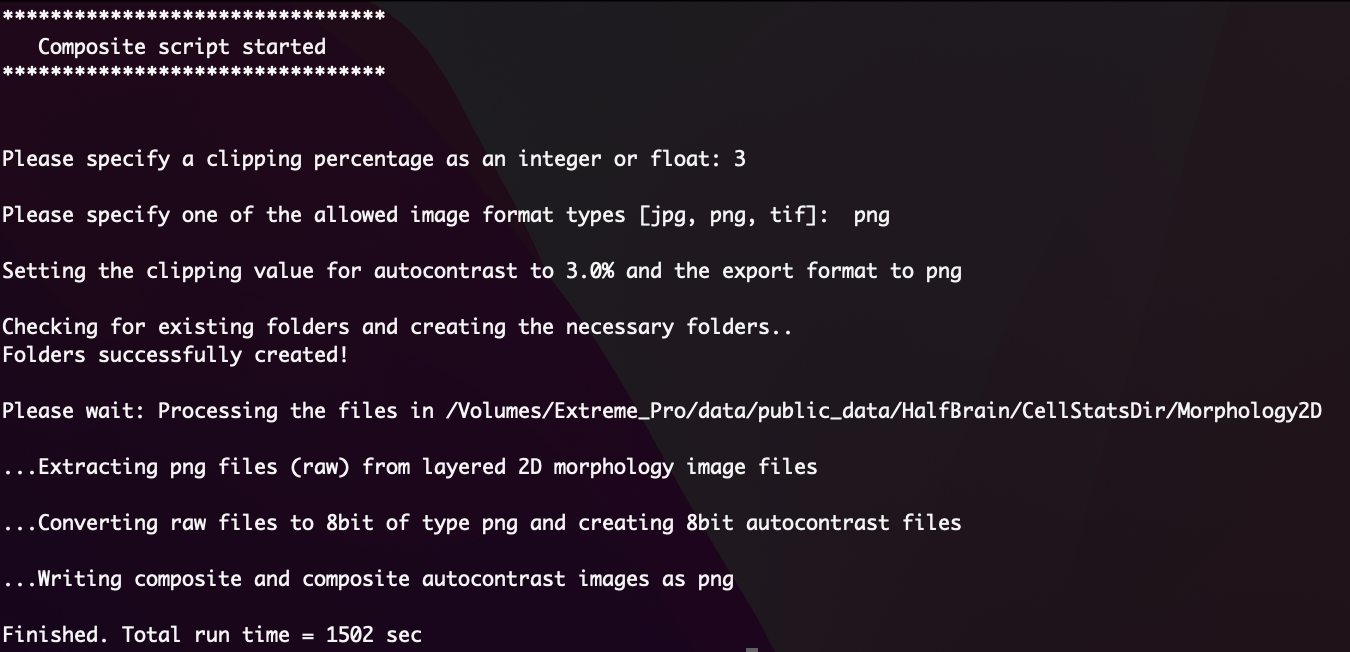 ********************************
Composite script started
********************************
Please specify a clipping percentage as an integer or float: 3
Please specify one of the allowed image format types [jpg, png, tif]:  png
Setting the clipping value for autocontrast to 3.0% and the export format to png
Checking for existing folders and creating the necessary folders..
Folders successfully created!
Please wait: Processing the files in /Volumes/Extreme_Pro/data/public_data/HalfBrain/CellStatsDir/Morphology2D
...Extracting png files (raw) from layered 2D morphology image files
...Converting raw files to 8bit of type png and creating 8bit autocontrast files
...Writing composite and composite autocontrast images as png
Finished. Total run time = 1502 sec